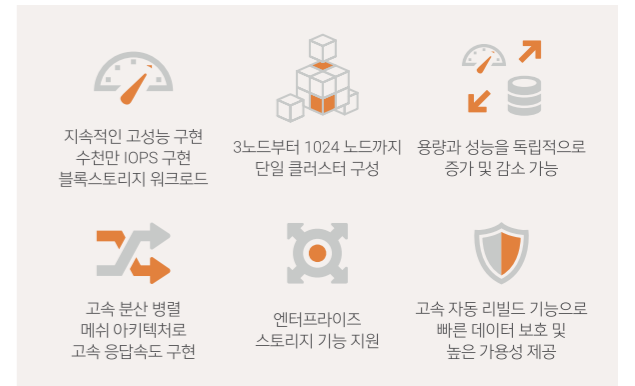 지속적인 고성능 구현
수천만 IOPS 구현
블록스토리지 워크로드
3노드부터 1024 노드까지
단일 클러스터 구성
용량과 성능을 독립적으로
증가 및 감소 가능
고속 분산 병렬
메쉬 아키텍처로
고속 응답속도 구현
엔터프라이즈
스토리지 기능 지원
고속 자동 리빌드 기능으로
빠른 데이터 보호 및
높은 가용성 제공